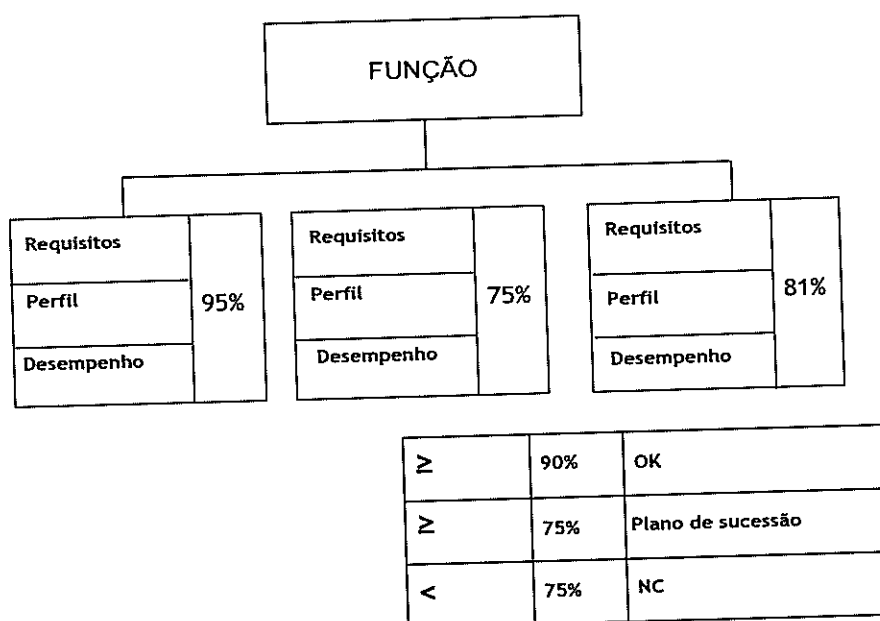 FUNÇÃO
Requisitos
Perfil
Desempenho
95%
Requisitos
Perfil
Desempenho
75%
Requisitos
Perfil
Desempenho
81%
≥ 90% OK
≥ 75% Plano de sucessão
< 75% NC